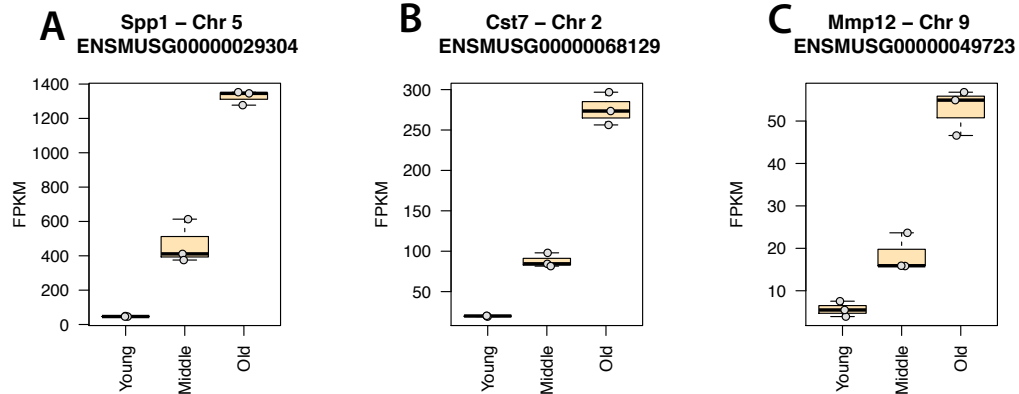 A
Spp1 – Chr 5
ENSMUSG00000029304
FPKM
1400
1200
1000
800
600
400
200
0
Young
Middle
Old
B
Cst7 – Chr 2
ENSMUSG00000068129
FPKM
300
250
200
150
100
50
Young
Middle
Old
C
Mmp12 – Chr 9
ENSMUSG00000049723
FPKM
50
40
30
20
10
Young
Middle
Old